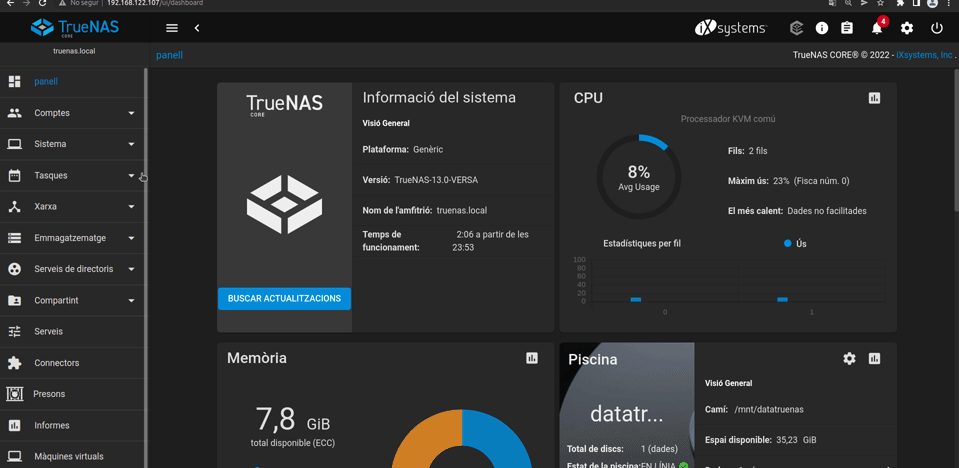 No segur 192.168.122.107/ui/dashboard
TrueNAS
CORE
iXsystems
4
truenas.local
panell
TrueNAS CORE® © 2022 - iXsystems, Inc .
panell
Comptes
Sistema
Tasques
Xarxa
Emmagatzematge
Serveis de directoris
Compartint
Serveis
Connectors
Presons
Informes
Màquines virtuals
TrueNAS
CORE
BUSCAR ACTUALITZACIONS
Informació del sistema
Visió General
Plataforma: Genèric
Versió: TrueNAS-13.0-VERSA
Nom de l'amfitrió: truenas.local
Temps de funcionament: 2:06 a partir de les 23:53
CPU
Processador KVM comú
8%
Avg Usage
Fils: 2 fils
Màxim ús: 23% (Fisca núm. 0)
El més calent: Dades no facilitades
Estadístiques per fil
Ús
100
80
60
40
20
0
0
1
Memòria
7,8 GiB
total disponible (ECC)
Piscina
datatr...
Total de discs: 1 (dades)
Estat de la piscina: EN LÍNIA
Visió General
Camí: /mnt/datatruenas
Espai disponible: 35,23 GiB